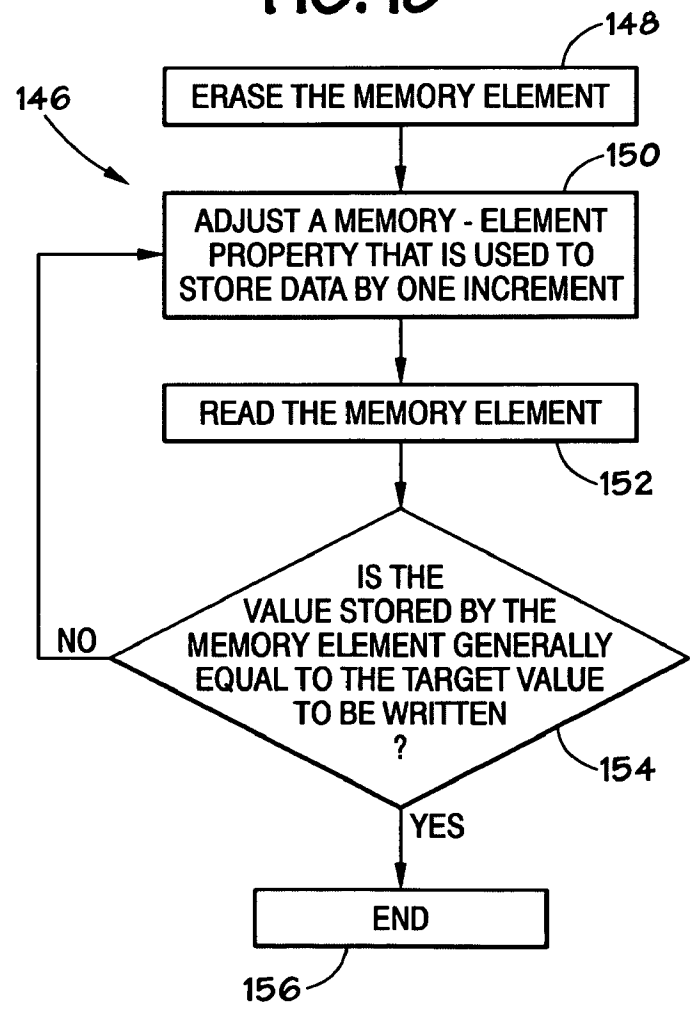 148
ERASE THE MEMORY ELEMENT
146
150
ADJUST A MEMORY - ELEMENT
PROPERTY THAT IS USED TO
STORE DATA BY ONE INCREMENT
READ THE MEMORY ELEMENT
152
IS THE
VALUE STORED BY THE
MEMORY ELEMENT GENERALLY
EQUAL TO THE TARGET VALUE
TO BE WRITTEN
?
NO
154
YES
END
156